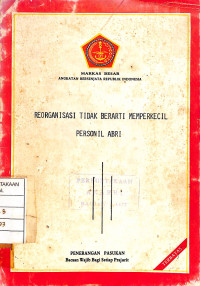 MARKAS BESAR
ANGKATAN BERSENJATA REPUBLIK INDONESIA
REORGANISASI TIDAK BERARTI MEMPERKECIL
PERSONIL ABRI
TAKAAN
PENERANGAN PASUKAN
Bacaan Wajib Bagi Setiap Prajurit